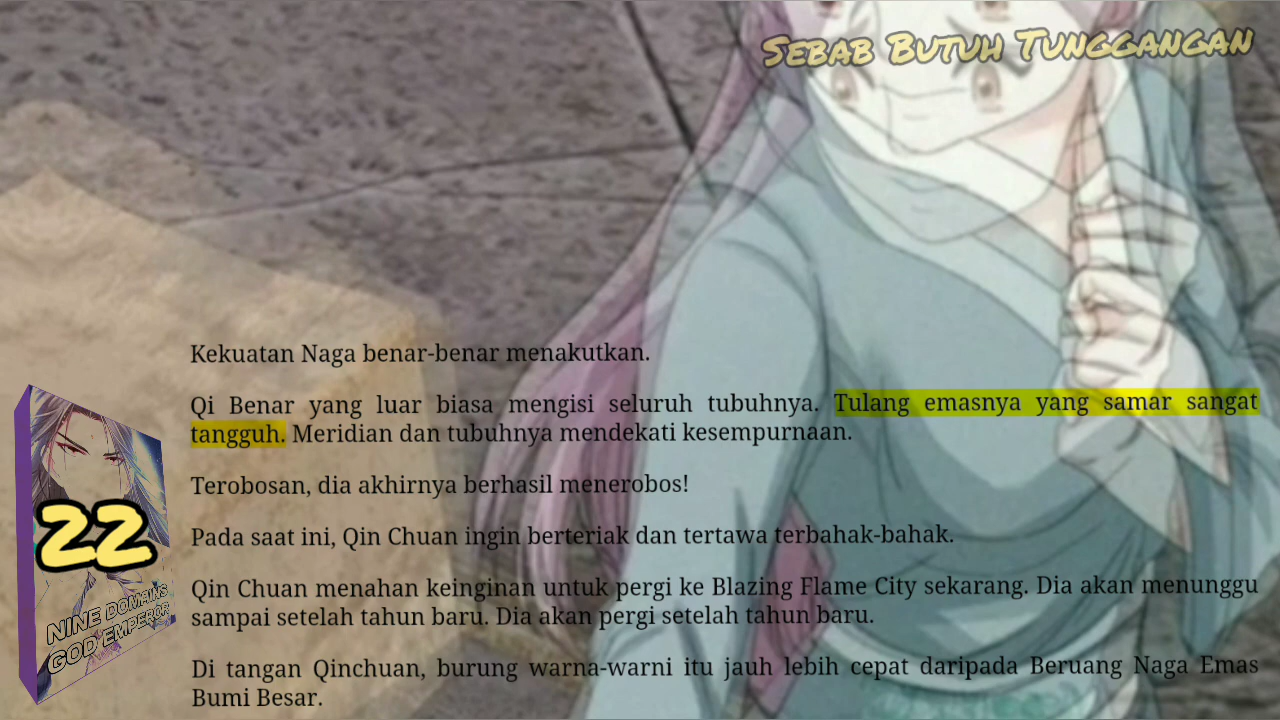 Sebab Butuh Tunggangan
Kekuatan Naga benar-benar menakutkan.
Qi Benar yang luar biasa mengisi seluruh tubuhnya. Tulang emasnya yang samar sangat
tangguh. Meridian dan tubuhnya mendekati kesempurnaan.
Terobosan, dia akhirnya berhasil menerobos!
Pada saat ini, Qin Chuan ingin berteriak dan tertawa terbahak-bahak.
Qin Chuan menahan keinginan untuk pergi ke Blazing Flame City sekarang. Dia akan menunggu
sampai setelah tahun baru. Dia akan pergi setelah tahun baru.
Di tangan Qinchuan, burung warna-warni itu jauh lebih cepat daripada Beruang Naga Emas
Bumi Besar.
22
NINE DOMAINS
GOD EMPEROR